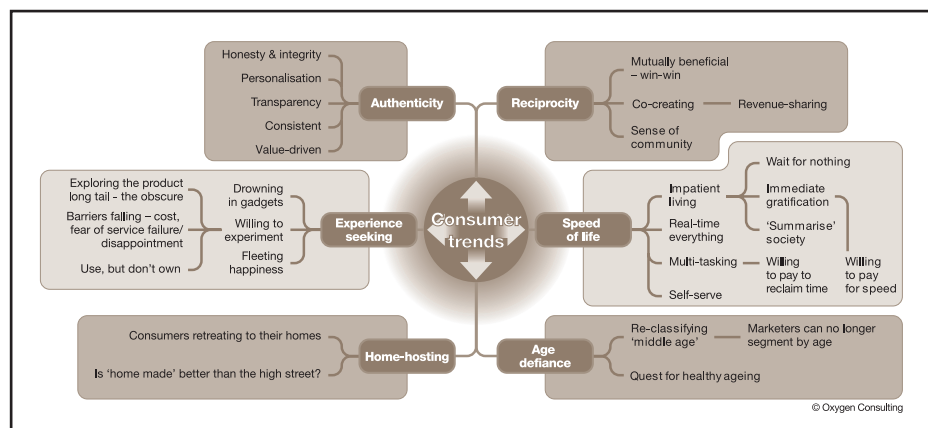 Honesty & integrity
Personalisation
Transparency
Consistent
Value-driven
Authenticity
Reciprocity
Mutually beneficial
– win-win
Co-creating
Revenue-sharing
Sense of
community
Exploring the product
long tail - the obscure
Barriers falling – cost,
fear of service failure/
disappointment
Use, but don’t own
Drowning
in gadgets
Willing to
experiment
Fleeting
happiness
Experience
seeking
Consumer
trends
Speed
of life
Impatient
living
Real-time
everything
Multi-tasking
Self-serve
Wait for nothing
Immediate
gratification
‘Summarise’
society
Willing
to pay to
reclaim time
Willing
to pay
for speed
Consumers retreating to their homes
Is ‘home made’ better than the high street?
Home-hosting
Age
defiance
Re-classifying
‘middle age’
Marketers can no longer
segment by age
Quest for healthy ageing
© Oxygen Consulting